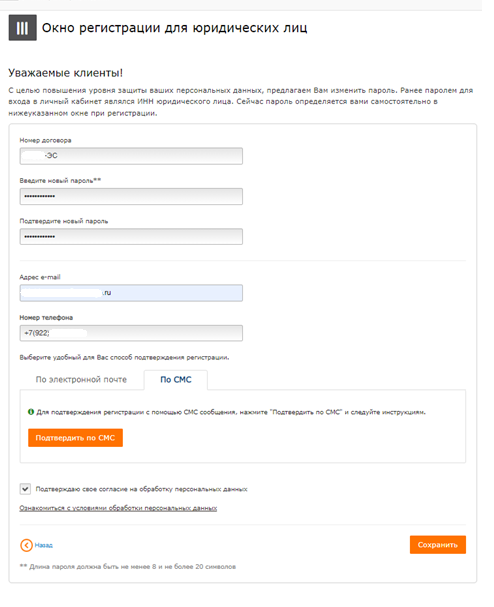 Окно регистрации для юридических лиц
Уважаемые клиенты!
С целью повышения уровня защиты ваших персональных данных, предлагаем Вам изменить пароль. Ранее паролем для
входа в личный кабинет являлся ИНН юридического лица. Сейчас пароль определяется вами самостоятельно в
нижеуказанном окне при регистрации.
Номер договора
-ЭС
Введите новый пароль**
••••••••••••
Подтвердите новый пароль
••••••••••••
Адрес e-mail
.ru
Номер телефона
+7(922)
Выберите удобный для Вас способ подтверждения регистрации.
По электронной почте По СМС
Для подтверждения регистрации с помощью СМС сообщения, нажмите "Подтвердить по СМС" и следуйте инструкциям.
Подтвердить по СМС
Подтверждаю свое согласие на обработку персональных данных
Ознакомиться с условиями обработки персональных данных
Назад Сохранить
** Длина пароля должна быть не менее 8 и не более 20 символов